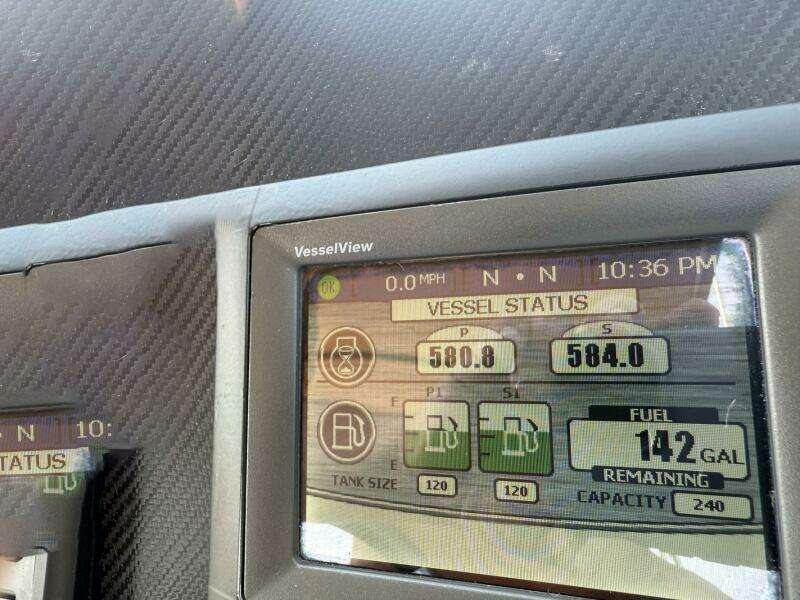 VesselView
OK 0.0 MPH N • N 10:36 PM
VESSEL STATUS
P S
580.8 584.0
E P1 S1
FUEL
142 GAL
E REMAINING
TANK SIZE 120 120 CAPACITY 240
N 10:
TATUS